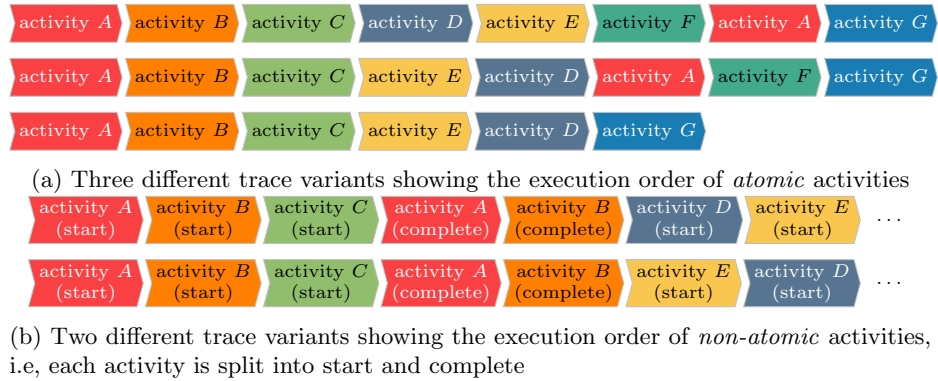 activity A activity B activity C activity D activity E activity F activity A activity G
activity A activity B activity C activity E activity D activity A activity F activity G
activity A activity B activity C activity E activity D activity G
(a) Three different trace variants showing the execution order of atomic activities
activity A activity B activity C activity A activity B activity D activity E
(start) (start) (start) (complete) (complete) (start) (start) ...
activity A activity B activity C activity A activity B activity E activity D
(start) (start) (start) (complete) (complete) (start) (start) ...
(b) Two different trace variants showing the execution order of non-atomic activities,
i.e, each activity is split into start and complete